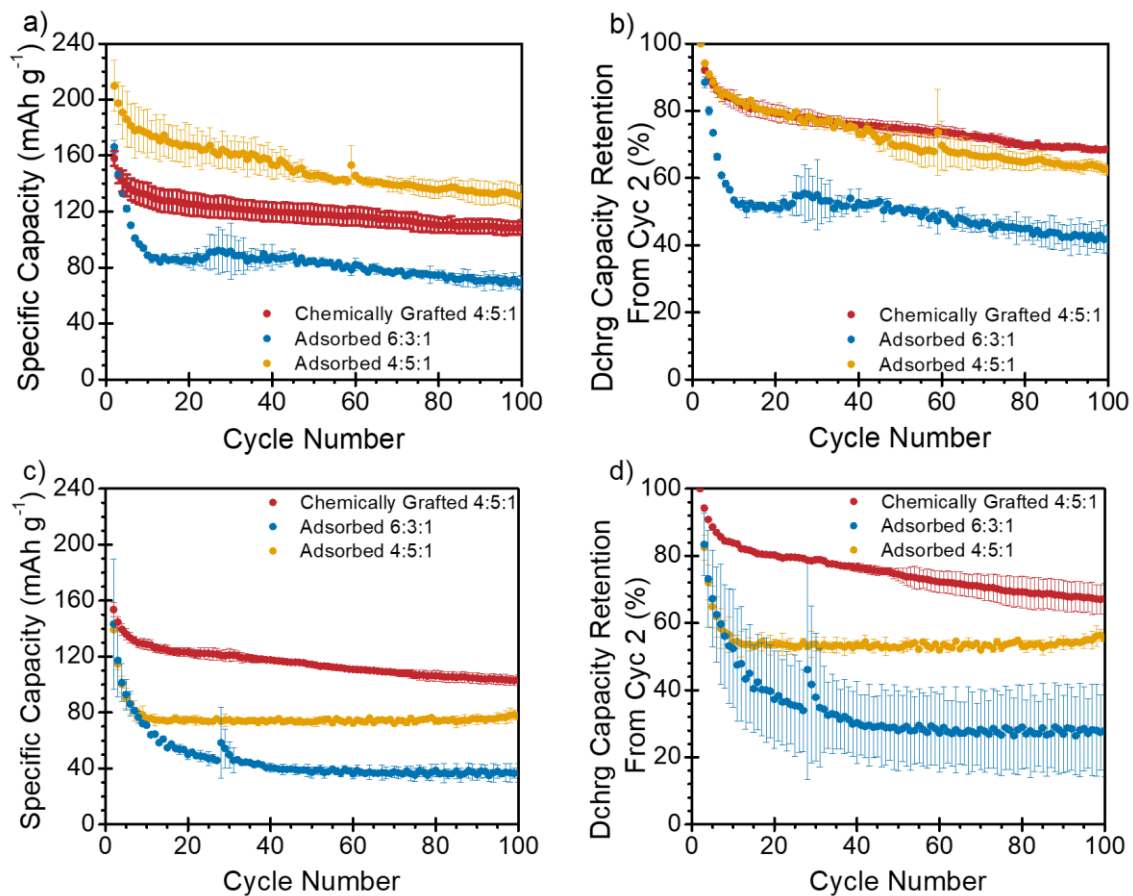 a)
Specific Capacity (mAh g⁻¹)
240
200
160
120
80
40
0
Chemically Grafted 4:5:1
Adsorbed 6:3:1
Adsorbed 4:5:1
0 20 40 60 80 100
Cycle Number
b)
Dchrg Capacity Retention
From Cyc 2 (%)
100
80
60
40
20
0
Chemically Grafted 4:5:1
Adsorbed 6:3:1
Adsorbed 4:5:1
0 20 40 60 80 100
Cycle Number
c)
Specific Capacity (mAh g⁻¹)
240
200
160
120
80
40
0
Chemically Grafted 4:5:1
Adsorbed 6:3:1
Adsorbed 4:5:1
0 20 40 60 80 100
Cycle Number
d)
Dchrg Capacity Retention
From Cyc 2 (%)
100
80
60
40
20
0
Chemically Grafted 4:5:1
Adsorbed 6:3:1
Adsorbed 4:5:1
0 20 40 60 80 100
Cycle Number